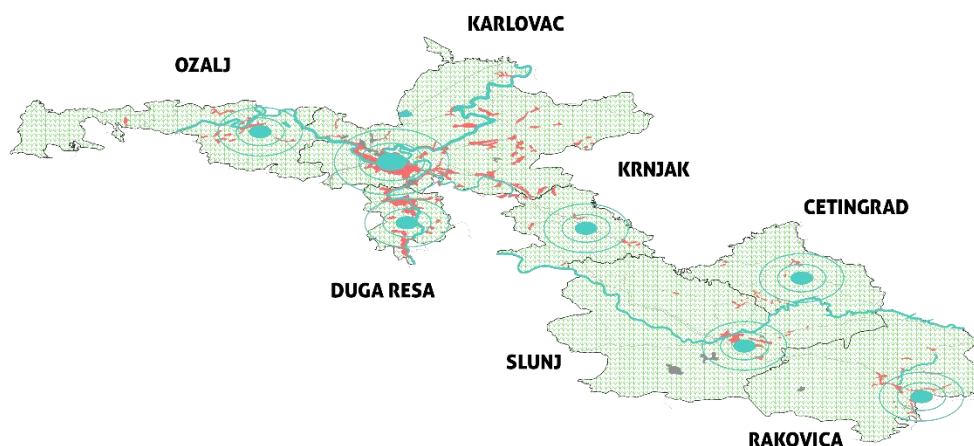 KARLOVAC
OZALJ
KRNJAK
CETINGRAD
DUGA RESA
SLUNJ
RAKOVICA